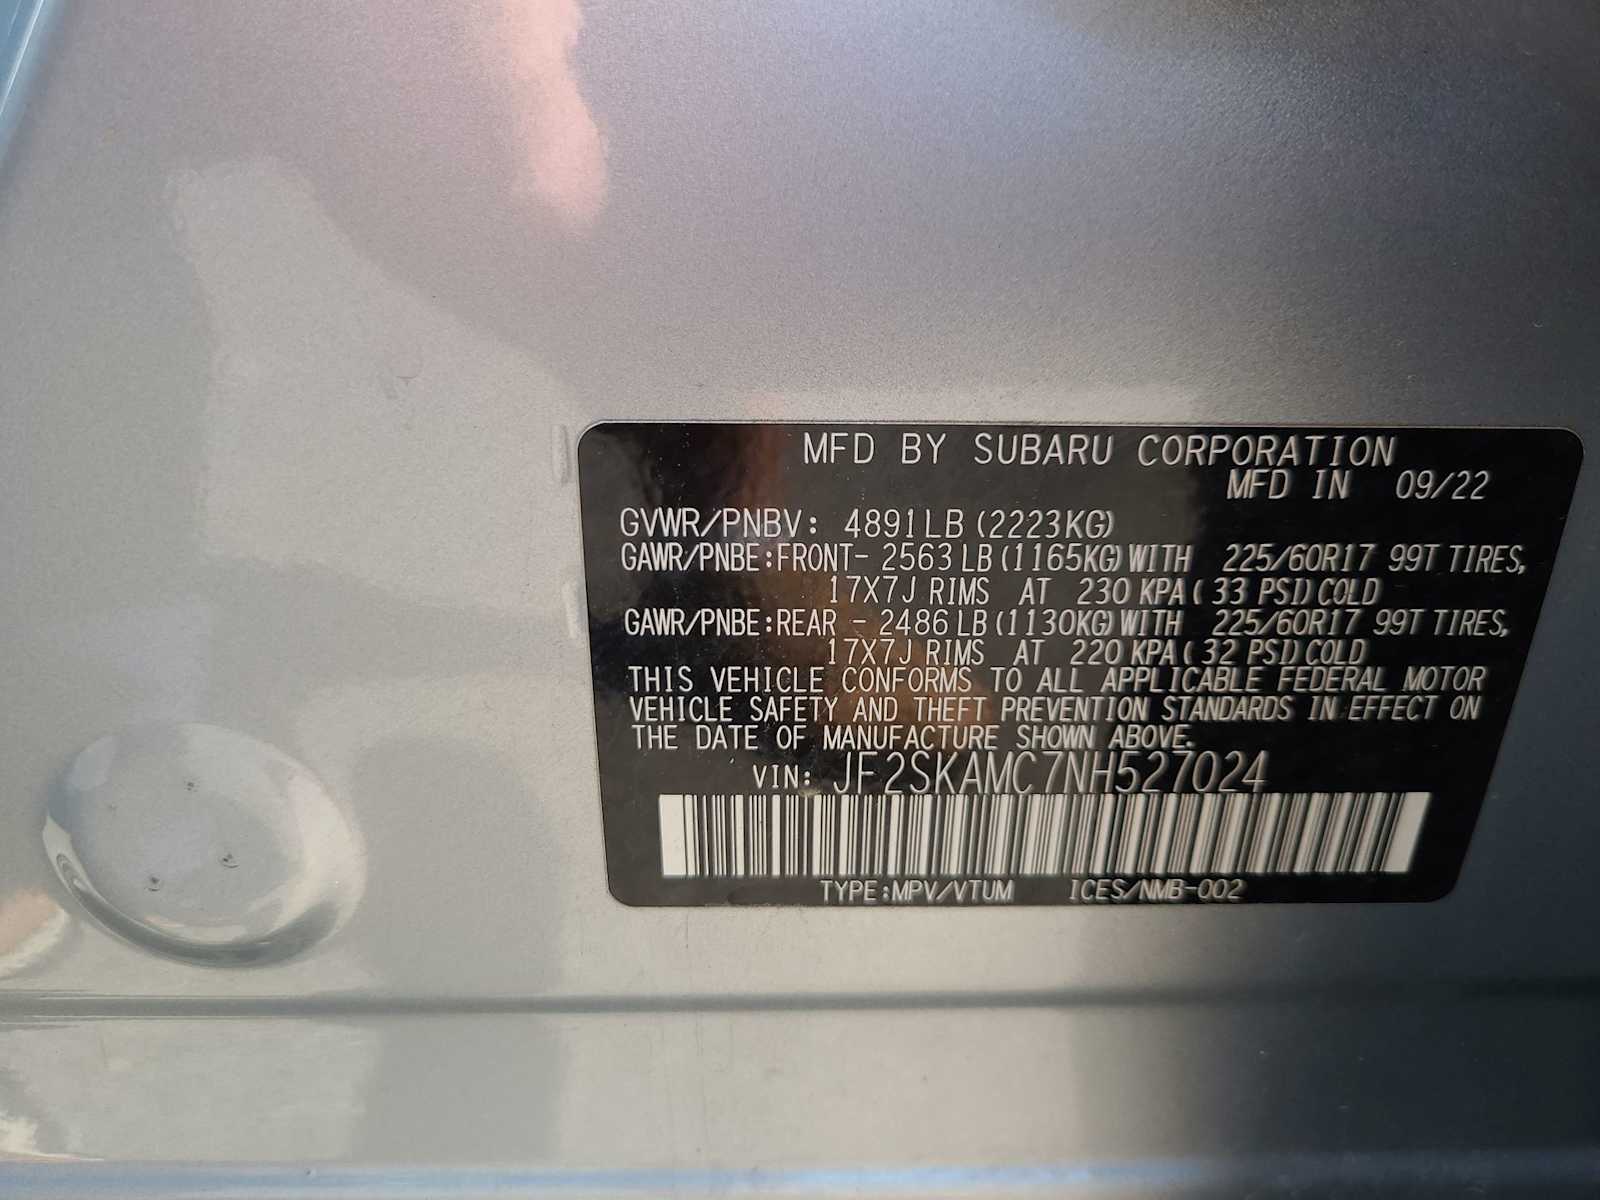 MFD BY SUBARU CORPORATION
MFD IN 09/22
GVWR/PNBV: 4891LB (2223KG)
GAWR/PNBE:FRONT- 2563 LB (1165KG) WITH 225/60R17 99T TIRES,
17X7J RIMS AT 230 KPA ( 33 PSI) COLD
GAWR/PNBE:REAR - 2486 LB (1130KG) WITH 225/60R17 99T TIRES,
17X7J RIMS AT 220 KPA ( 32 PSI) COLD
THIS VEHICLE CONFORMS TO ALL APPLICABLE FEDERAL MOTOR
VEHICLE SAFETY AND THEFT PREVENTION STANDARDS IN EFFECT ON
THE DATE OF MANUFACTURE SHOWN ABOVE.
VIN: JF2SKAMC7NH527024
TYPE:MPV/VTUM ICES/NMB-002